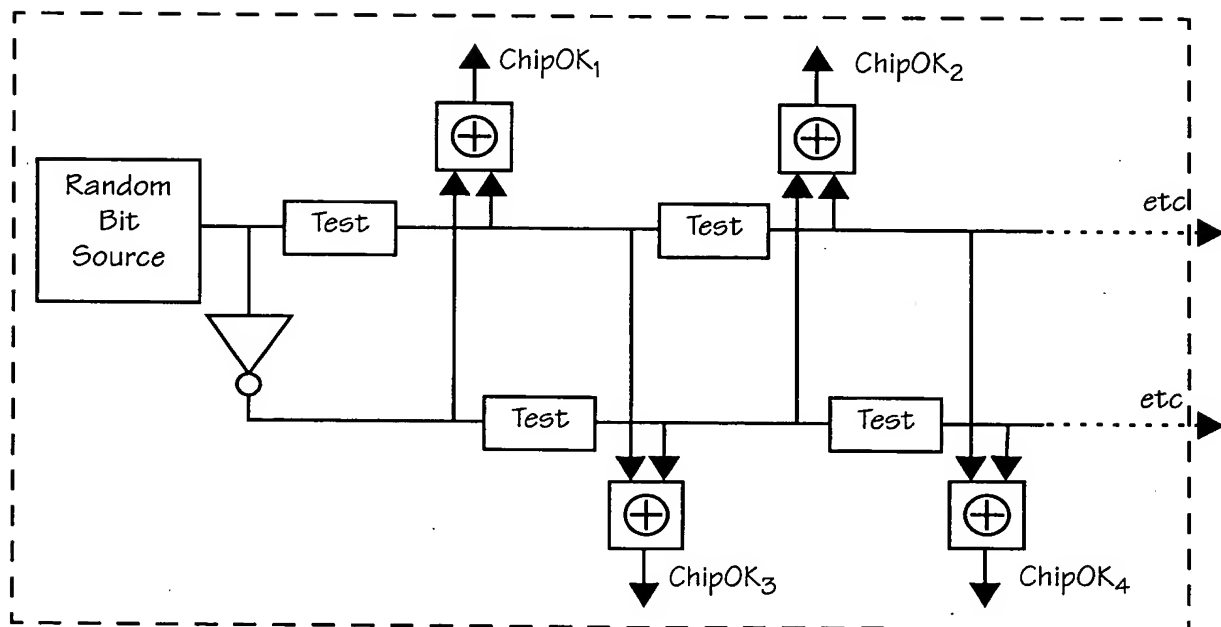 ChipOK₁
ChipOK₂
Random
Bit
Source
Test
Test
etc
Test
Test
etc
ChipOK₃
ChipOK₄